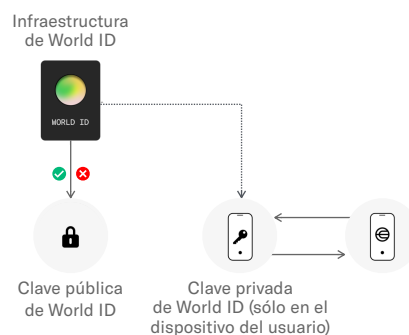 Infraestructura
de World ID
WORLD ID
Clave pública
de World ID
Clave privada
de World ID (sólo en el
dispositivo del usuario)